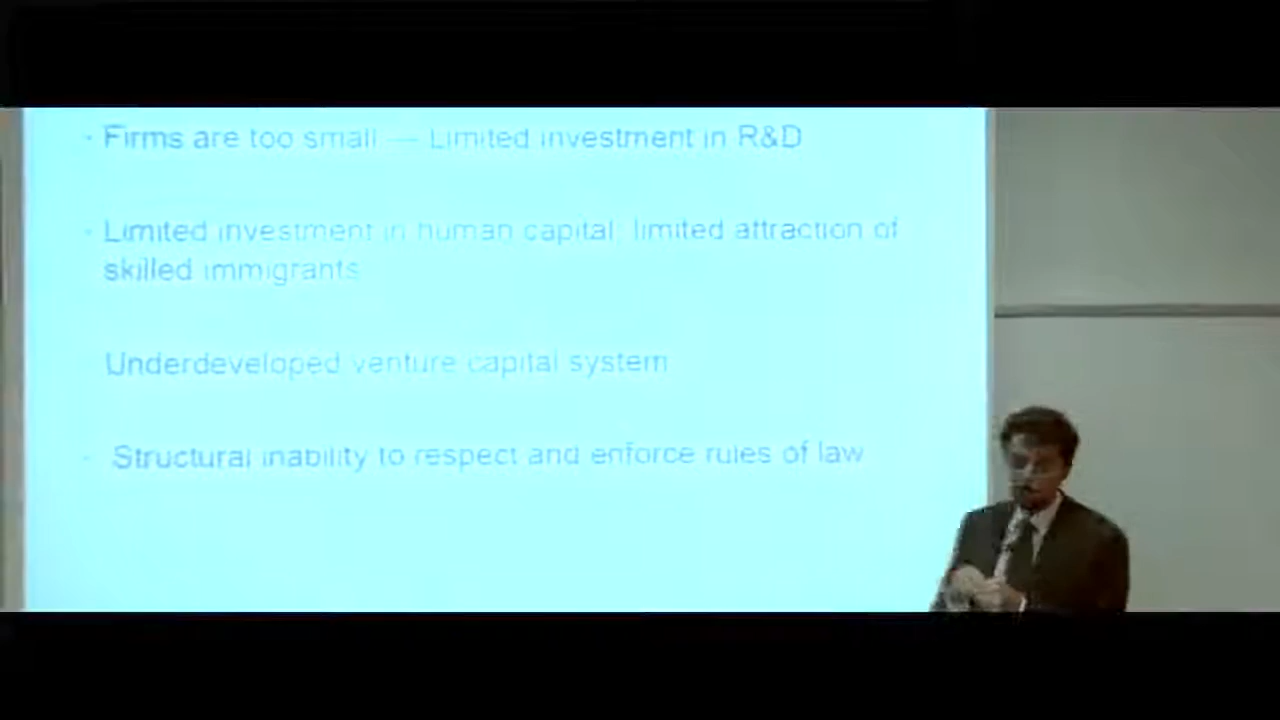 - Firms are too small — Limited investment in R&D
- Limited investment in human capital; limited attraction of
skilled immigrants
Underdeveloped venture capital system
- Structural inability to respect and enforce rules of law